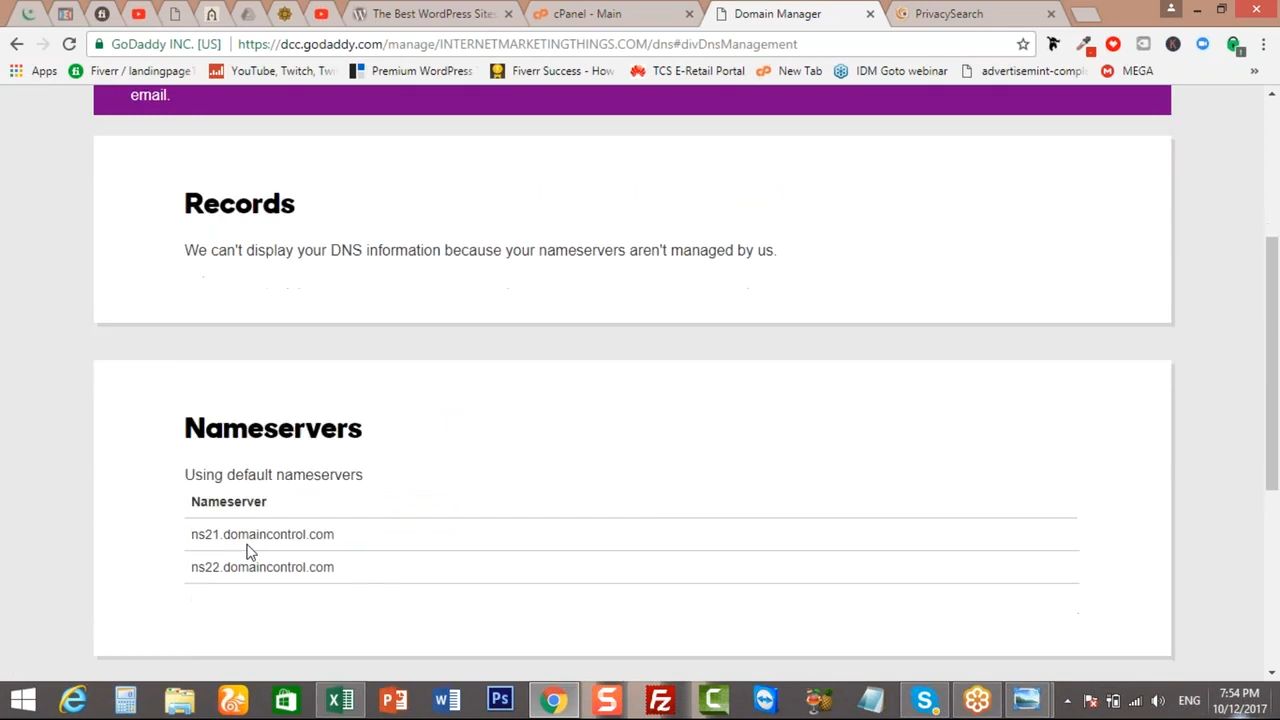 The Best WordPress Sites
cPanel - Main
Domain Manager
PrivacySearch
GoDaddy INC. [US]
https://dcc.godaddy.com/manage/INTERNETMARKETINGTHINGS.COM/dns#divDnsManagement
Apps
Fiverr / landingpage
YouTube, Twitch, Twi
Premium WordPress
Fiverr Success - How
TCS E-Retail Portal
New Tab
IDM Goto webinar
advertisemint-comple
MEGA
email.
Records
We can't display your DNS information because your nameservers aren't managed by us.
Nameservers
Using default nameservers
Nameserver
ns21.domaincontrol.com
ns22.domaincontrol.com
ENG
7:54 PM
10/12/2017